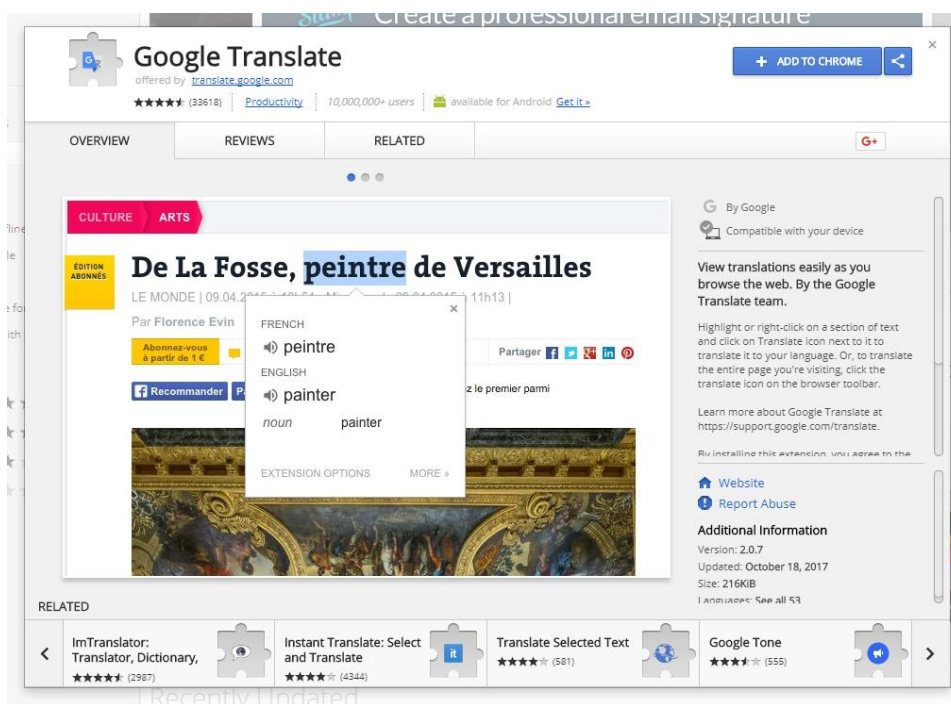 Create a professional email signature
Google Translate
offered by translate.google.com
(33618) Productivity 10,000,000+ users available for Android Get it »
+ ADD TO CHROME
×
OVERVIEW REVIEWS RELATED
G+
CULTURE ARTS
ÉDITION
ABONNÉS
De La Fosse, peintre de Versailles
LE MONDE | 09.04.2015 à 11h13 |
Par Florence Evin
Abonnez-vous
à partir de 1 €
Partager
Recommander
z le premier parmi
×
FRENCH
peintre
ENGLISH
painter
noun painter
EXTENSION OPTIONS MORE »
By Google
Compatible with your device
View translations easily as you
browse the web. By the Google
Translate team.
Highlight or right-click on a section of text
and click on Translate icon next to it to
translate it to your language. Or, to translate
the entire page you're visiting, click the
translate icon on the browser toolbar.
Learn more about Google Translate at
https://support.google.com/translate.
By installing this extension, you agree to the
Website
Report Abuse
Additional Information
Version: 2.0.7
Updated: October 18, 2017
Size: 216KiB
Languages: See all 53
RELATED
ImTranslator:
Translator, Dictionary,
(2987)
Instant Translate: Select
and Translate
(4344)
it
Translate Selected Text
(581)
Google Tone
(555)
Recently Updated